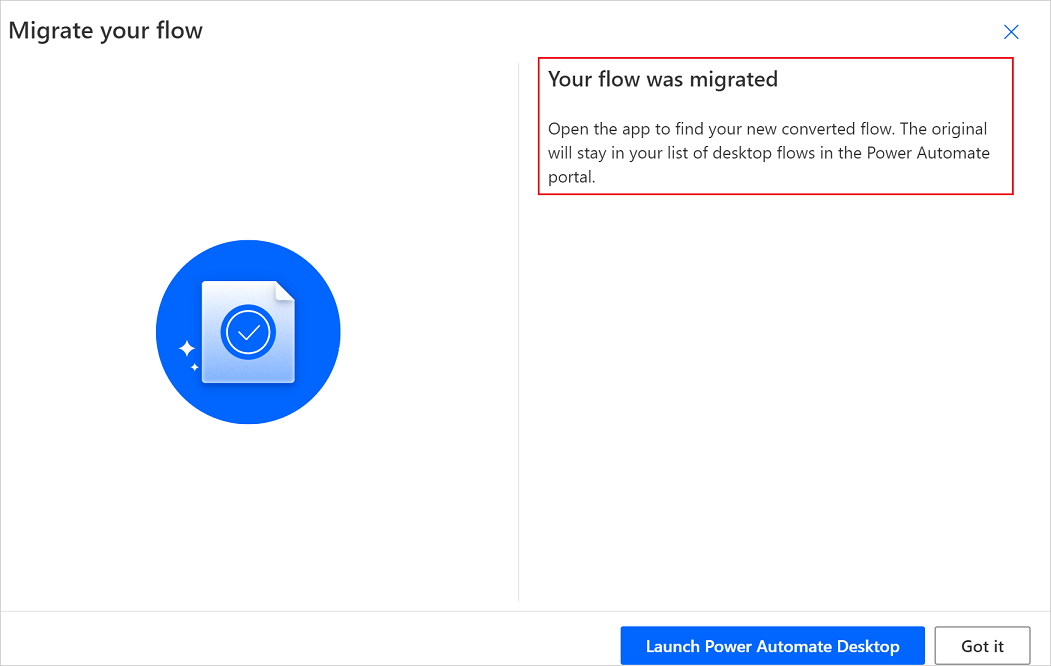 Migrate your flow
Your flow was migrated
Open the app to find your new converted flow. The original
will stay in your list of desktop flows in the Power Automate
portal.
Launch Power Automate Desktop
Got it